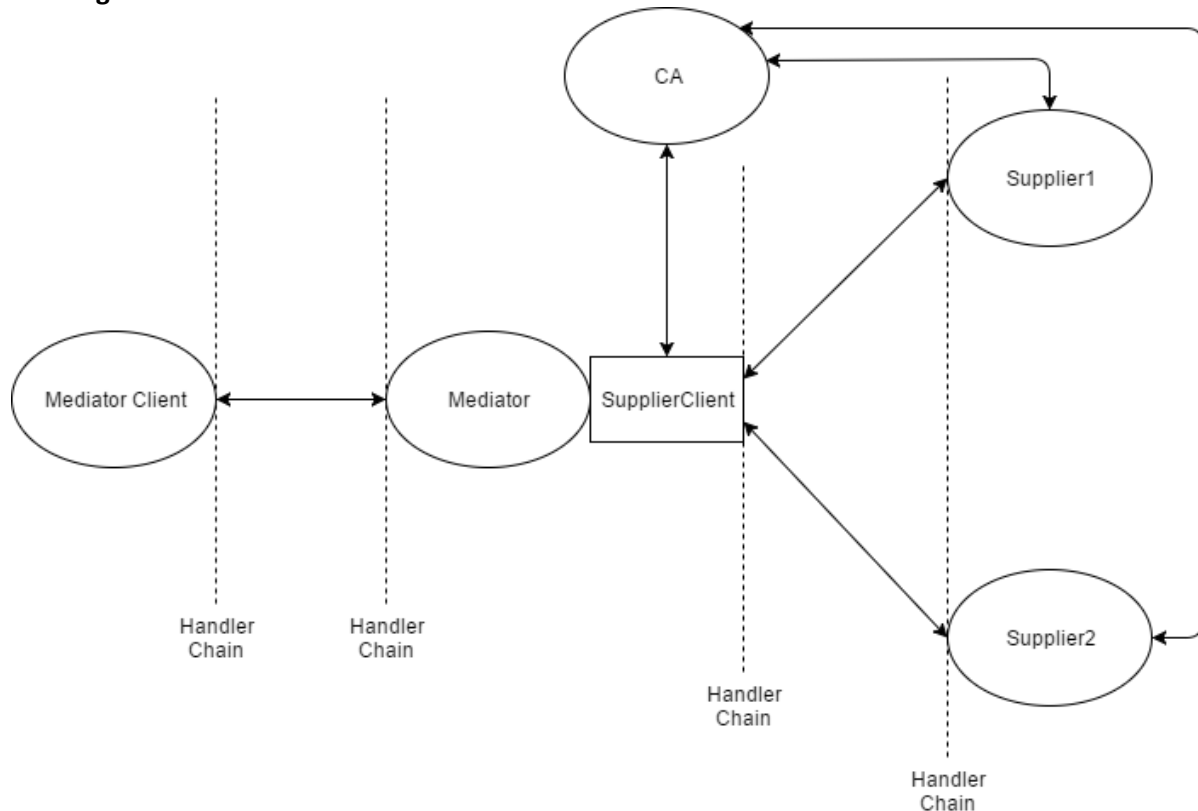 CA
Supplier1
Mediator Client
Mediator
SupplierClient
Handler
Chain
Handler
Chain
Supplier2
Handler
Chain
Handler
Chain